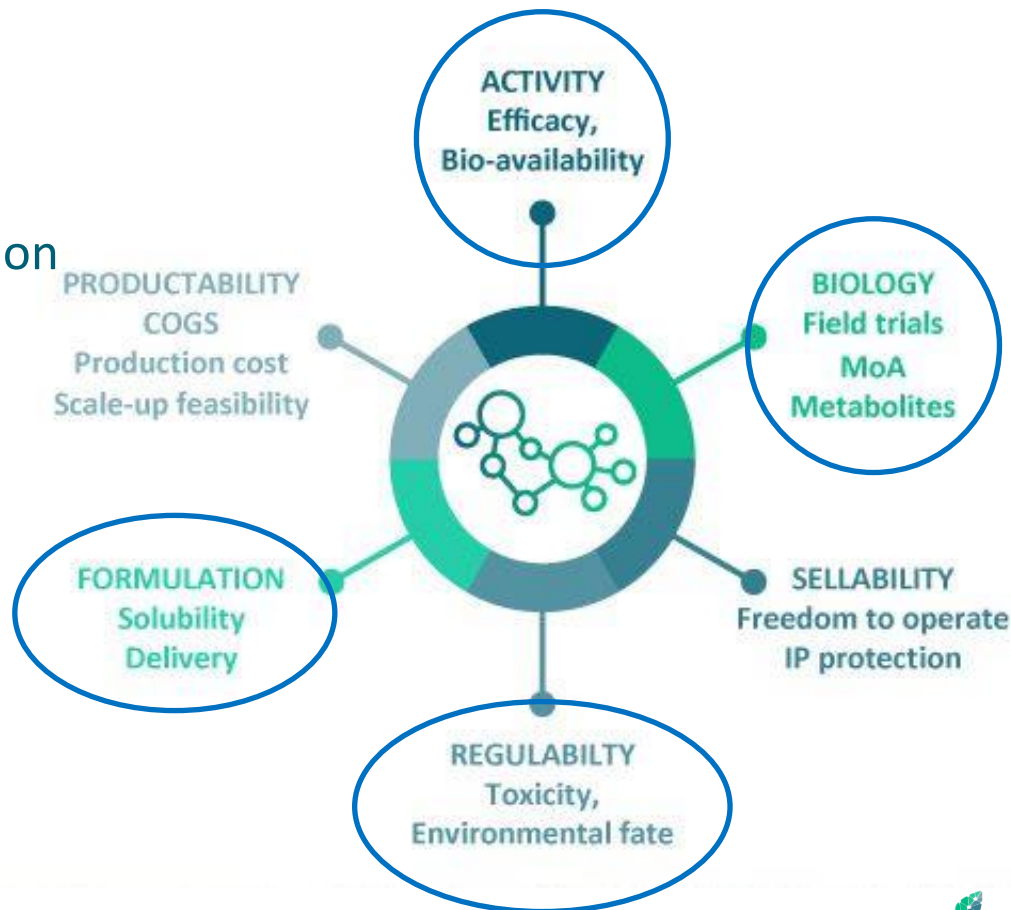 ACTIVITY
Efficacy,
Bio-availability
on
PRODUCTABILITY
COGS
Production cost
Scale-up feasibility
BIOLOGY
Field trials
MoA
Metabolites
FORMULATION
Solubility
Delivery
SELLABILITY
Freedom to operate
IP protection
REGULABILTY
Toxicity,
Environmental fate